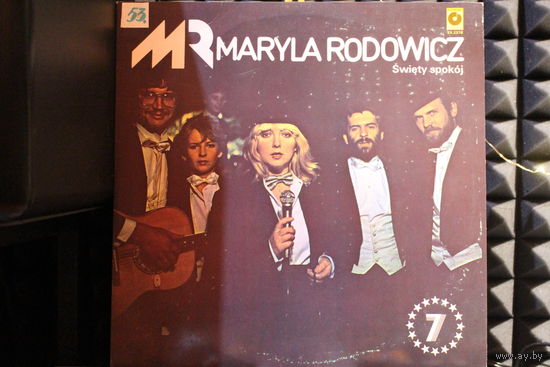 53.
MR MARYLA RODOWICZ
Święty spokój
7
www.ay.by